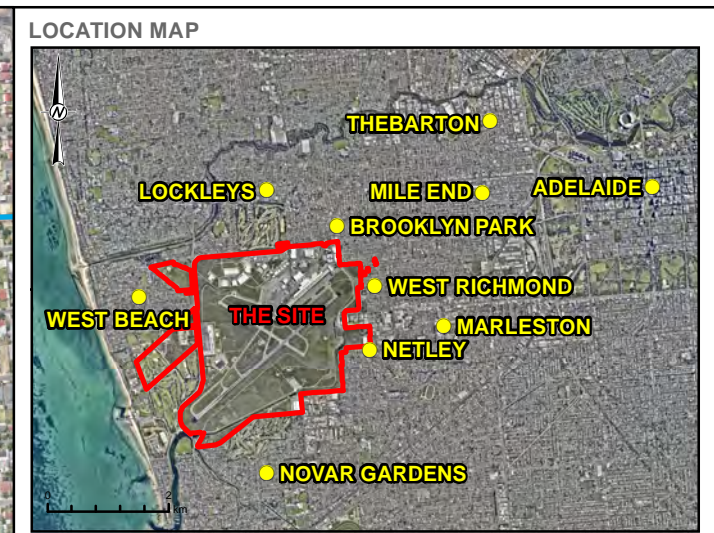 LOCATION MAP
N
THEBARTON
LOCKLEYS
MILE END
ADELAIDE
BROOKLYN PARK
WEST RICHMOND
WEST BEACH
THE SITE
MARLESTON
NETLEY
NOVAR GARDENS
0 2
km